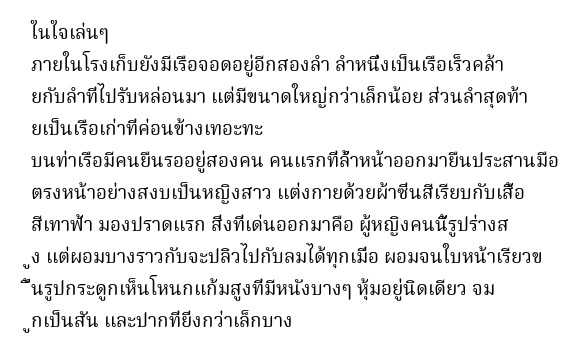 ในใจเล่นๆ
ภายในโรงเก็บยังมีเรือจอดอยู่อีกสองลำ ลำหนึ่งเป็นเรือเร็วคล้า
ยกับลำที่ไปรับหล่อนมา แต่มีขนาดใหญ่กว่าเล็กน้อย ส่วนลำสุดท้า
ยเป็นเรือเก่าที่ค่อนข้างเทอะทะ
บนท่าเรือมีคนยืนรออยู่สองคน คนแรกที่ล้ำหน้าออกมายืนประสานมือ
ตรงหน้าอย่างสงบเป็นหญิงสาว แต่งกายด้วยผ้าซิ่นสีเรียบกับเสื้อ
สีเทาฟ้า มองปราดแรก สิ่งที่เด่นออกมาคือ ผู้หญิงคนนี้รูปร่างส
ูง แต่ผอมบางราวกับจะปลิวไปกับลมได้ทุกเมื่อ ผอมจนใบหน้าเรียวข
ึ้นรูปกระดูกเห็นโหนกแก้มสูงที่มีหนังบางๆ หุ้มอยู่นิดเดียว จม
ูกเป็นสัน และปากที่ยิ่งกว่าเล็กบาง